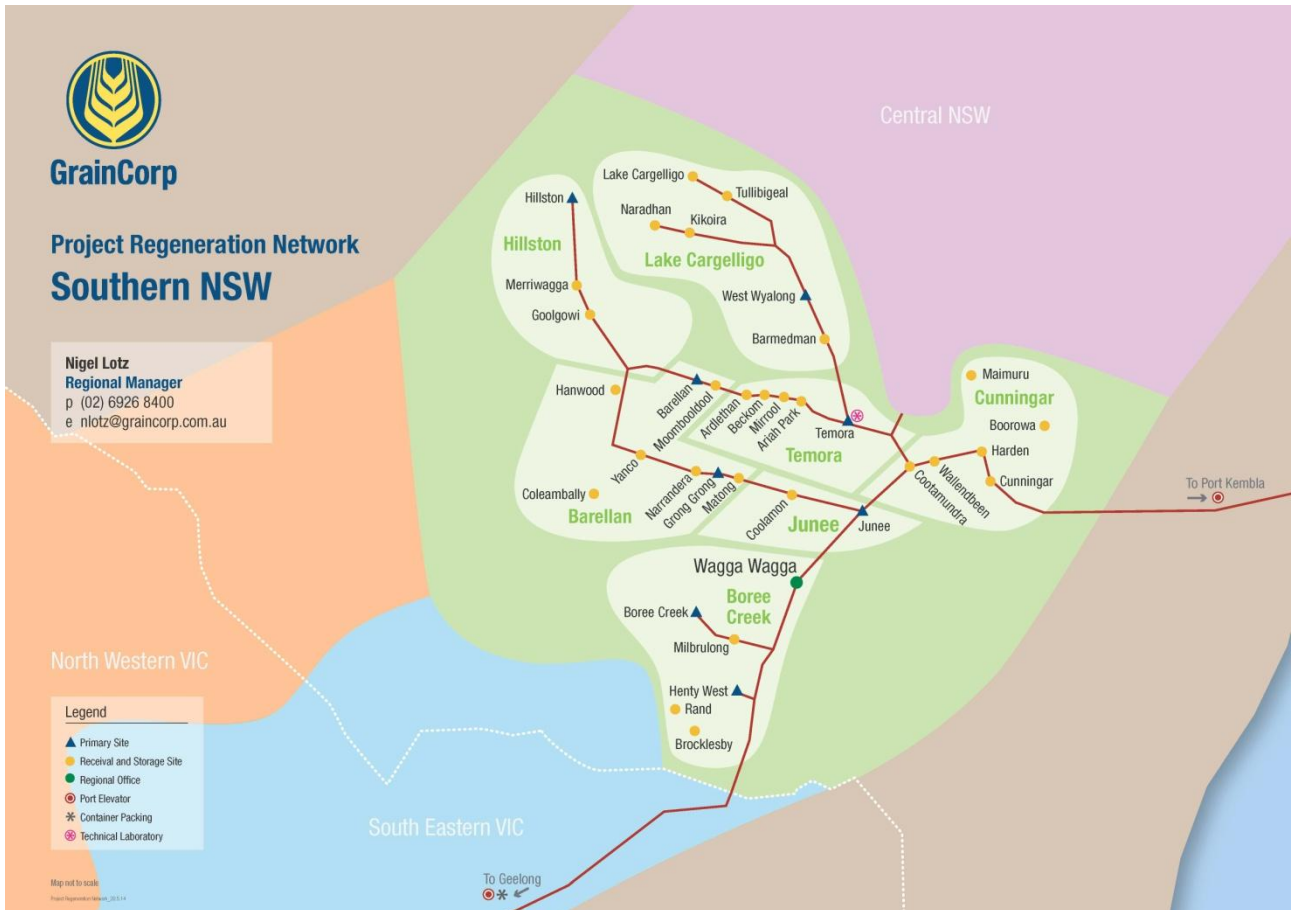 GrainCorp
Project Regeneration Network
Southern NSW
Nigel Lotz
Regional Manager
p (02) 6926 8400
e nlotz@graincorp.com.au
Central NSW
Lake Cargelligo
Tullibigeal
Naradhan
Kikoira
Lake Cargelligo
West Wyalong
Barmedman
Hillston
Hillston
Merriwagga
Goolgowi
Hanwood
Barellan
Moombooldool
Ardlethan
Beckom
Mirrool
Ariah Park
Temora
Temora
Maimuru
Cunningar
Boorowa
Harden
Cunningar
Wallendbeen
Cootamundra
To Port Kembla
Yanco
Coleambally
Narrandera
Grong Grong
Matong
Barellan
Coolamon
Junee
Junee
Wagga Wagga
Boree
Creek
Boree Creek
Milbrulong
Henty West
Rand
Brocklesby
North Western VIC
South Eastern VIC
To Geelong
Legend
Primary Site
Receival and Storage Site
Regional Office
Port Elevator
Container Packing
Technical Laboratory
Map not to scale